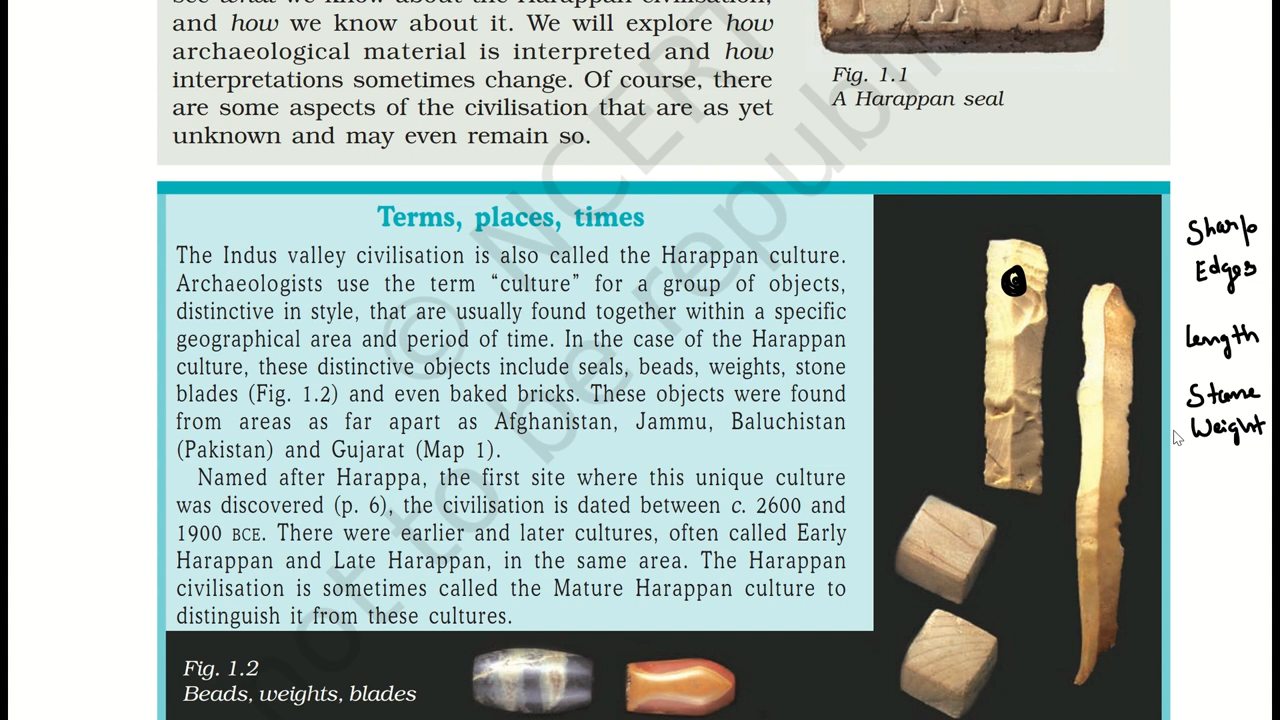 and how we know about it. We will explore how
archaeological material is interpreted and how
interpretations sometimes change. Of course, there
are some aspects of the civilisation that are as yet
unknown and may even remain so.
Fig. 1.1
A Harappan seal
Terms, places, times
The Indus valley civilisation is also called the Harappan culture.
Archaeologists use the term “culture” for a group of objects,
distinctive in style, that are usually found together within a specific
geographical area and period of time. In the case of the Harappan
culture, these distinctive objects include seals, beads, weights, stone
blades (Fig. 1.2) and even baked bricks. These objects were found
from areas as far apart as Afghanistan, Jammu, Baluchistan
(Pakistan) and Gujarat (Map 1).
Named after Harappa, the first site where this unique culture
was discovered (p. 6), the civilisation is dated between c. 2600 and
1900 BCE. There were earlier and later cultures, often called Early
Harappan and Late Harappan, in the same area. The Harappan
civilisation is sometimes called the Mature Harappan culture to
distinguish it from these cultures.
Fig. 1.2
Beads, weights, blades
Sharp
Edges
length
Stone
Weight
© NCERT
not to be republi